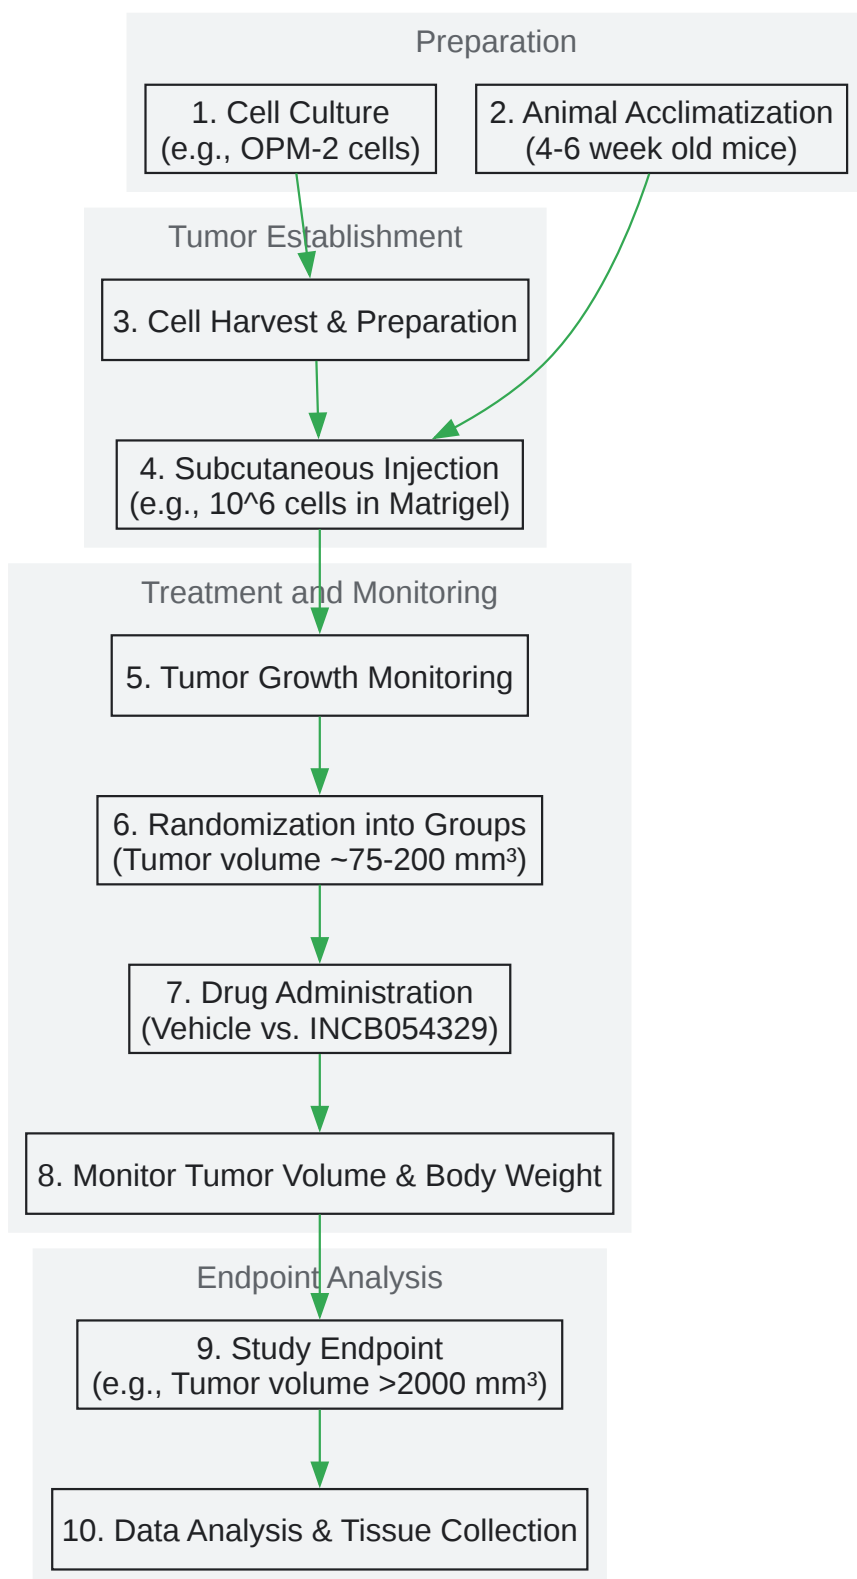 Preparation
1. Cell Culture
(e.g., OPM-2 cells)
2. Animal Acclimatization
(4-6 week old mice)
Tumor Establishment
3. Cell Harvest & Preparation
4. Subcutaneous Injection
(e.g., 10^6 cells in Matrigel)
Treatment and Monitoring
5. Tumor Growth Monitoring
6. Randomization into Groups
(Tumor volume ~75-200 mm³)
7. Drug Administration
(Vehicle vs. INCB054329)
8. Monitor Tumor Volume & Body Weight
Endpoint Analysis
9. Study Endpoint
(e.g., Tumor volume >2000 mm³)
10. Data Analysis & Tissue Collection